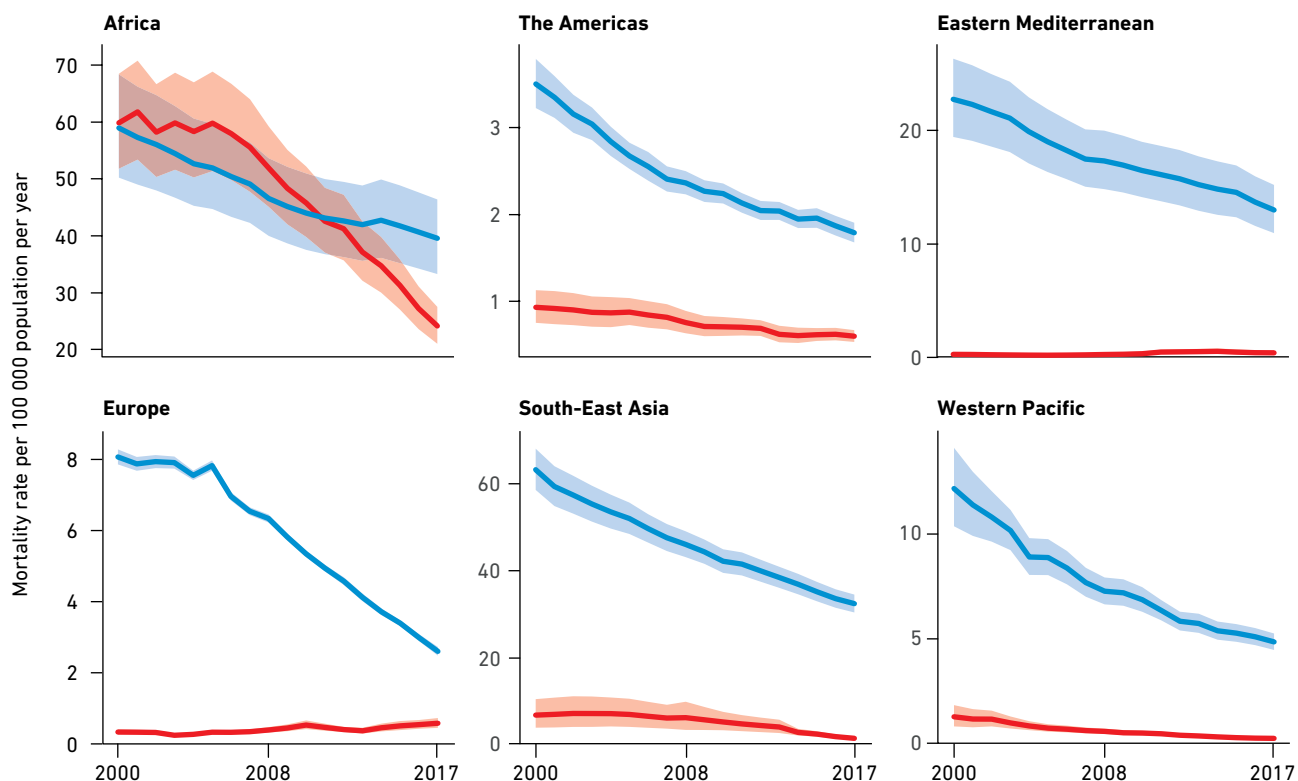 Mortality rate per 100 000 population per year
Africa
70
60
50
40
30
20
The Americas
3
2
1
Eastern Mediterranean
20
10
0
Europe
8
6
4
2
0
2000 2008 2017
South-East Asia
60
40
20
0
2000 2008 2017
Western Pacific
10
5
0
2000 2008 2017